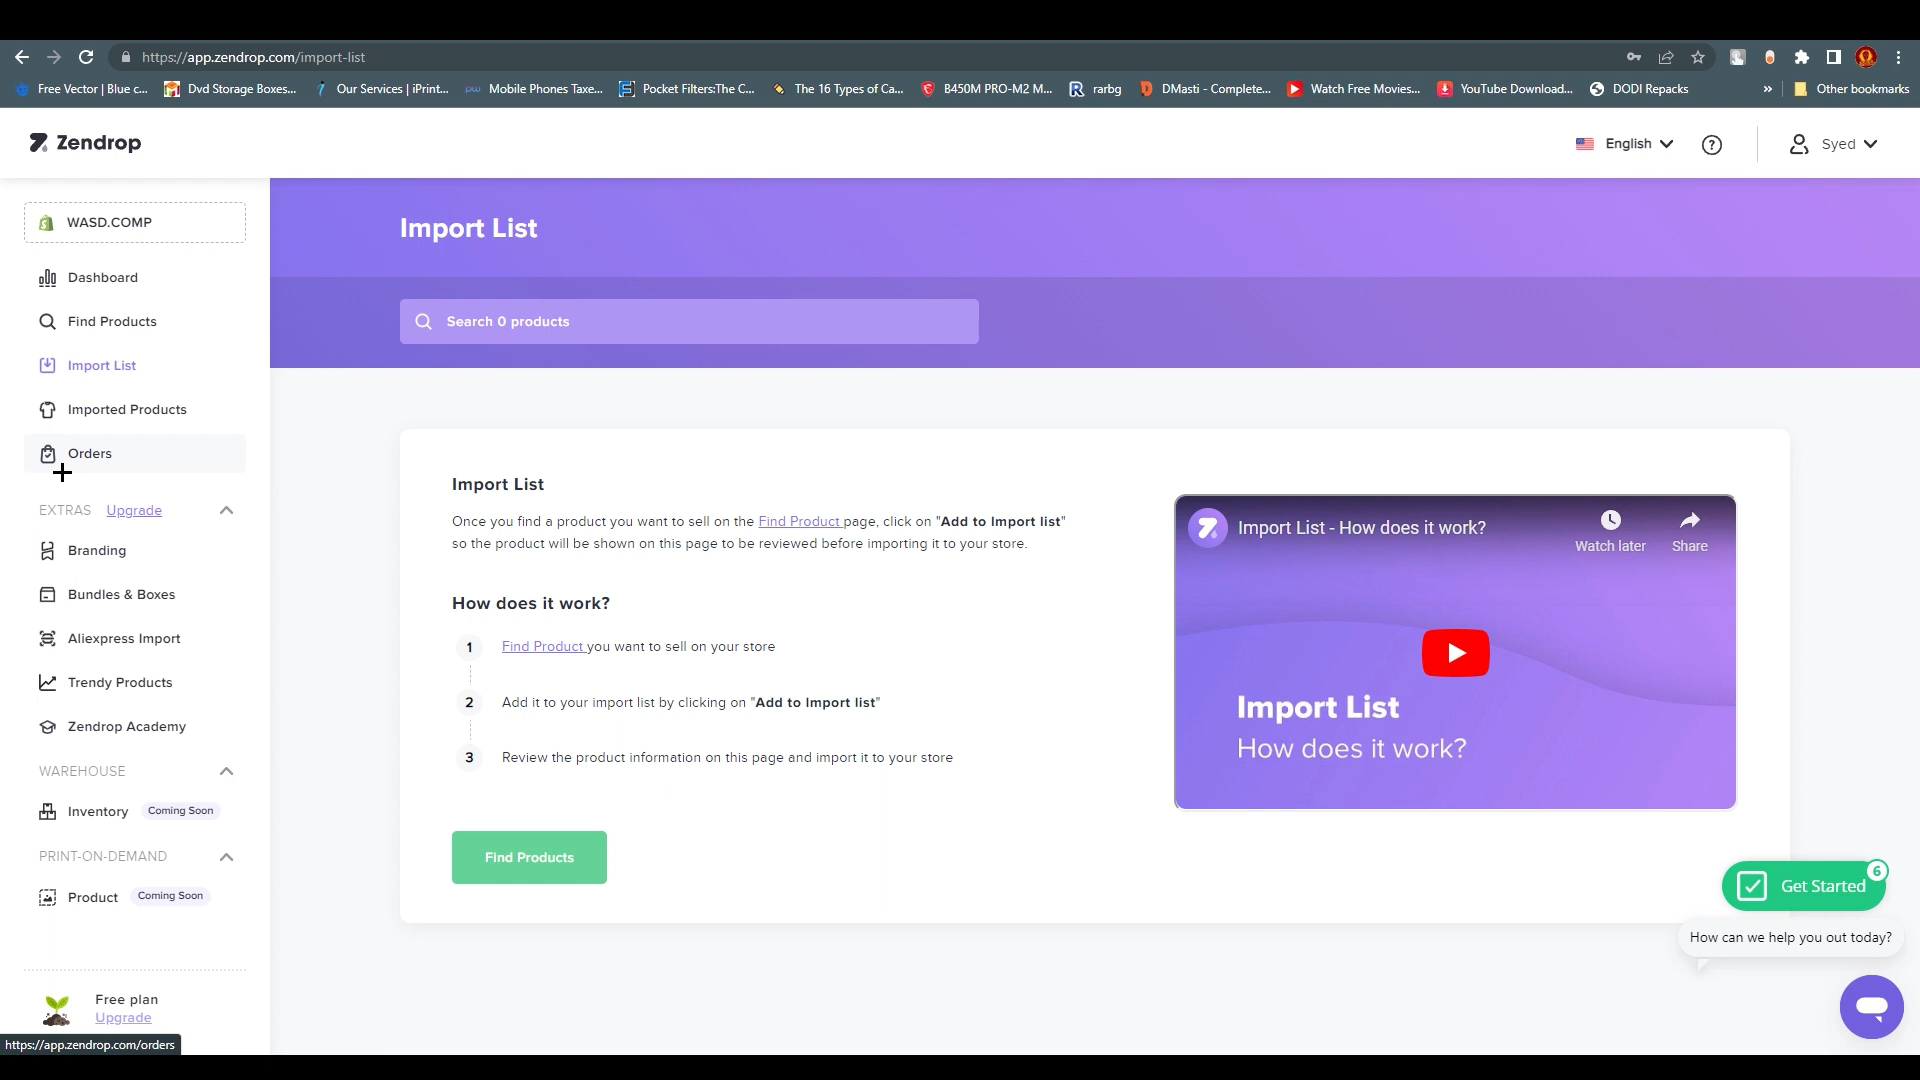 https://app.zendrop.com/import-list
Free Vector | Blue c...
Dvd Storage Boxes...
Our Services | iPrint...
Mobile Phones Taxe...
Pocket Filters:The C...
The 16 Types of Ca...
B450M PRO-M2 M...
rarbg
DMasti - Complete...
Watch Free Movies...
YouTube Download...
DODI Repacks
»
Other bookmarks
Zendrop
English
Syed
WASD.COMP
Dashboard
Find Products
Import List
Imported Products
Orders
EXTRAS Upgrade
Branding
Bundles & Boxes
Aliexpress Import
Trendy Products
Zendrop Academy
WAREHOUSE
Inventory Coming Soon
PRINT-ON-DEMAND
Product Coming Soon
Free plan
Upgrade
https://app.zendrop.com/orders
Import List
Search 0 products
Import List
Once you find a product you want to sell on the Find Product page, click on "Add to Import list"
so the product will be shown on this page to be reviewed before importing it to your store.
How does it work?
1 Find Product you want to sell on your store
2 Add it to your import list by clicking on "Add to Import list"
3 Review the product information on this page and import it to your store
Find Products
Import List - How does it work?
Watch later
Share
Import List
How does it work?
Get Started
6
How can we help you out today?